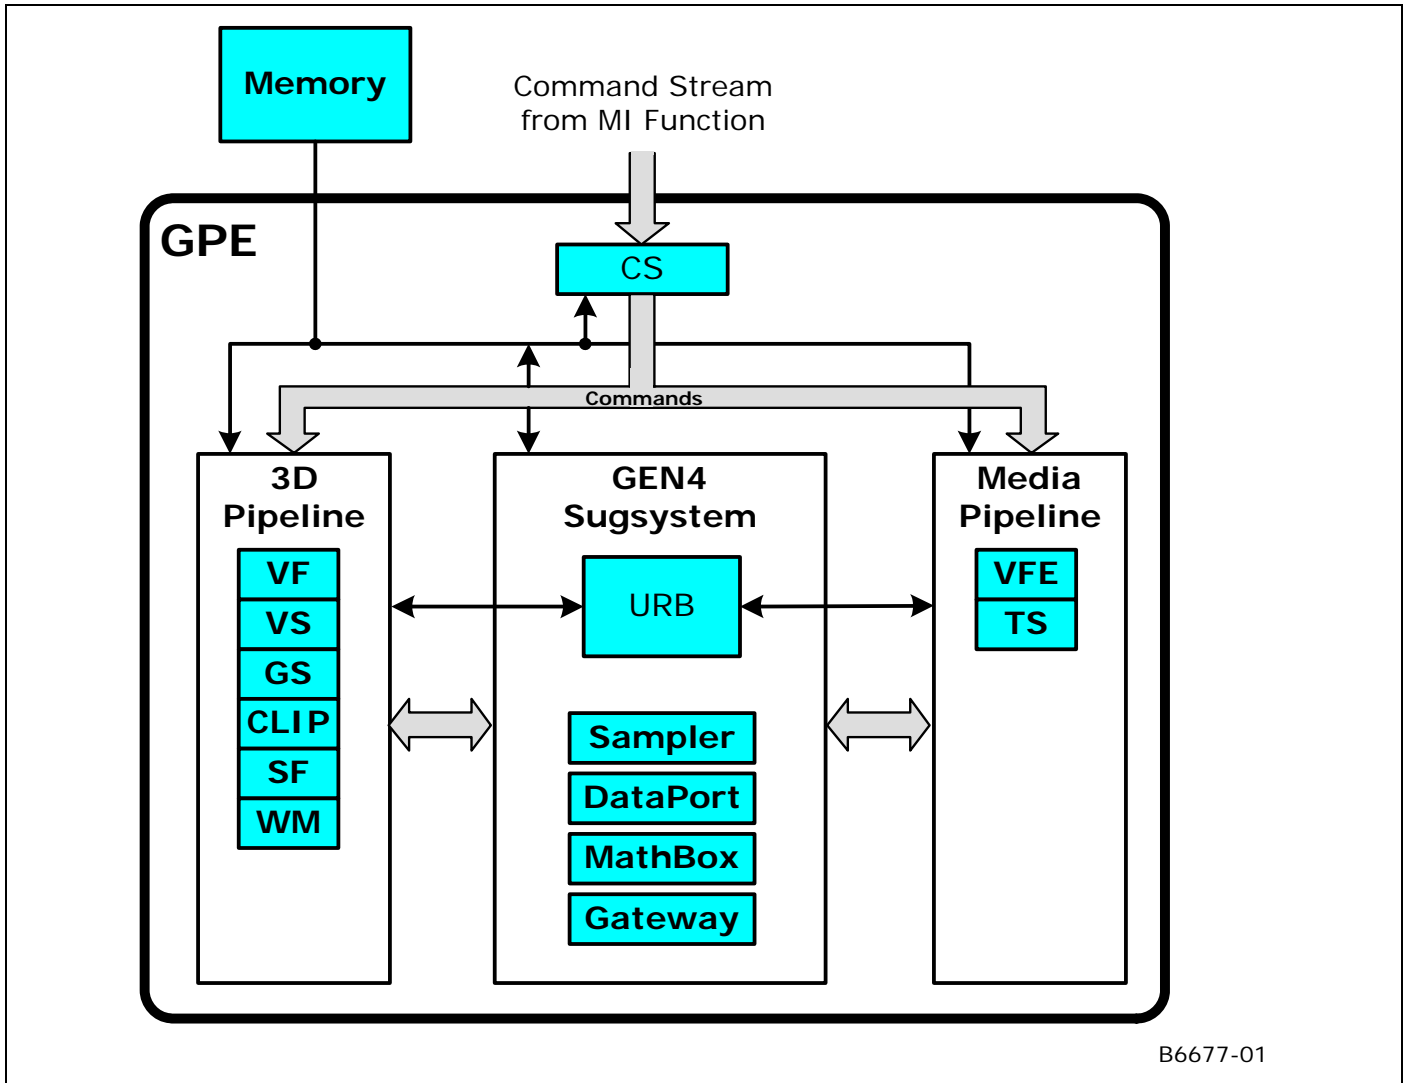 Memory
Command Stream
from MI Function
GPE
CS
Commands
3D
Pipeline
VF
VS
GS
CLIP
SF
WM
GEN4
Sugsystem
URB
Sampler
DataPort
MathBox
Gateway
Media
Pipeline
VFE
TS
B6677-01